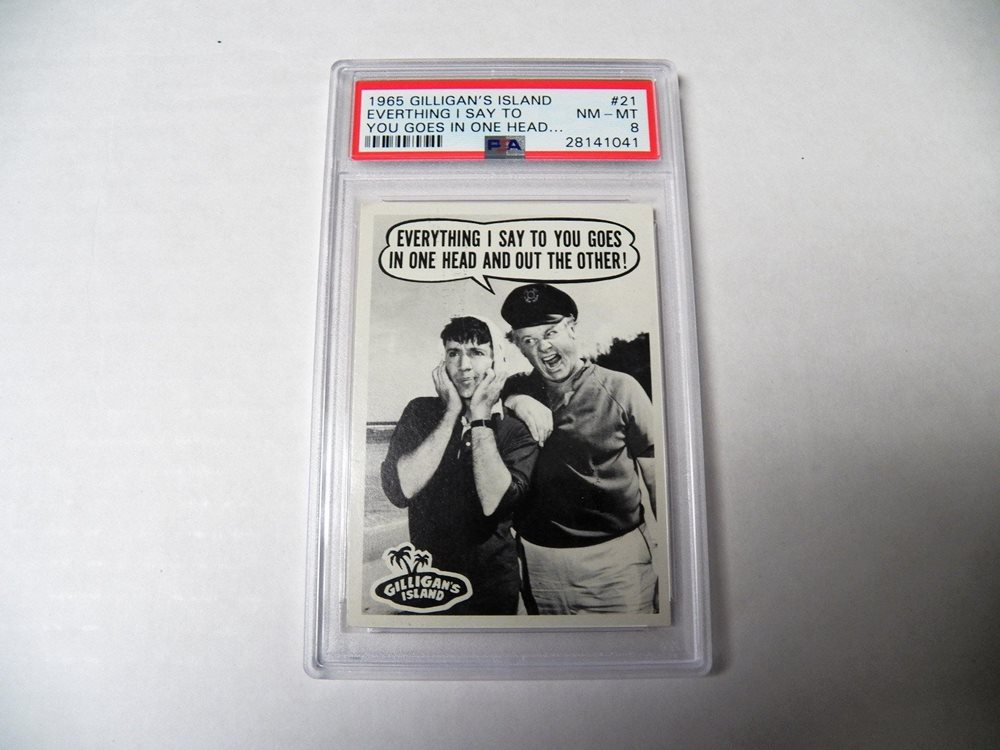 1965 GILLIGAN'S ISLAND #21
EVERTHING I SAY TO NM - MT
YOU GOES IN ONE HEAD... 8
PSA 28141041
EVERYTHING I SAY TO YOU GOES
IN ONE HEAD AND OUT THE OTHER!
GILLIGAN'S
ISLAND